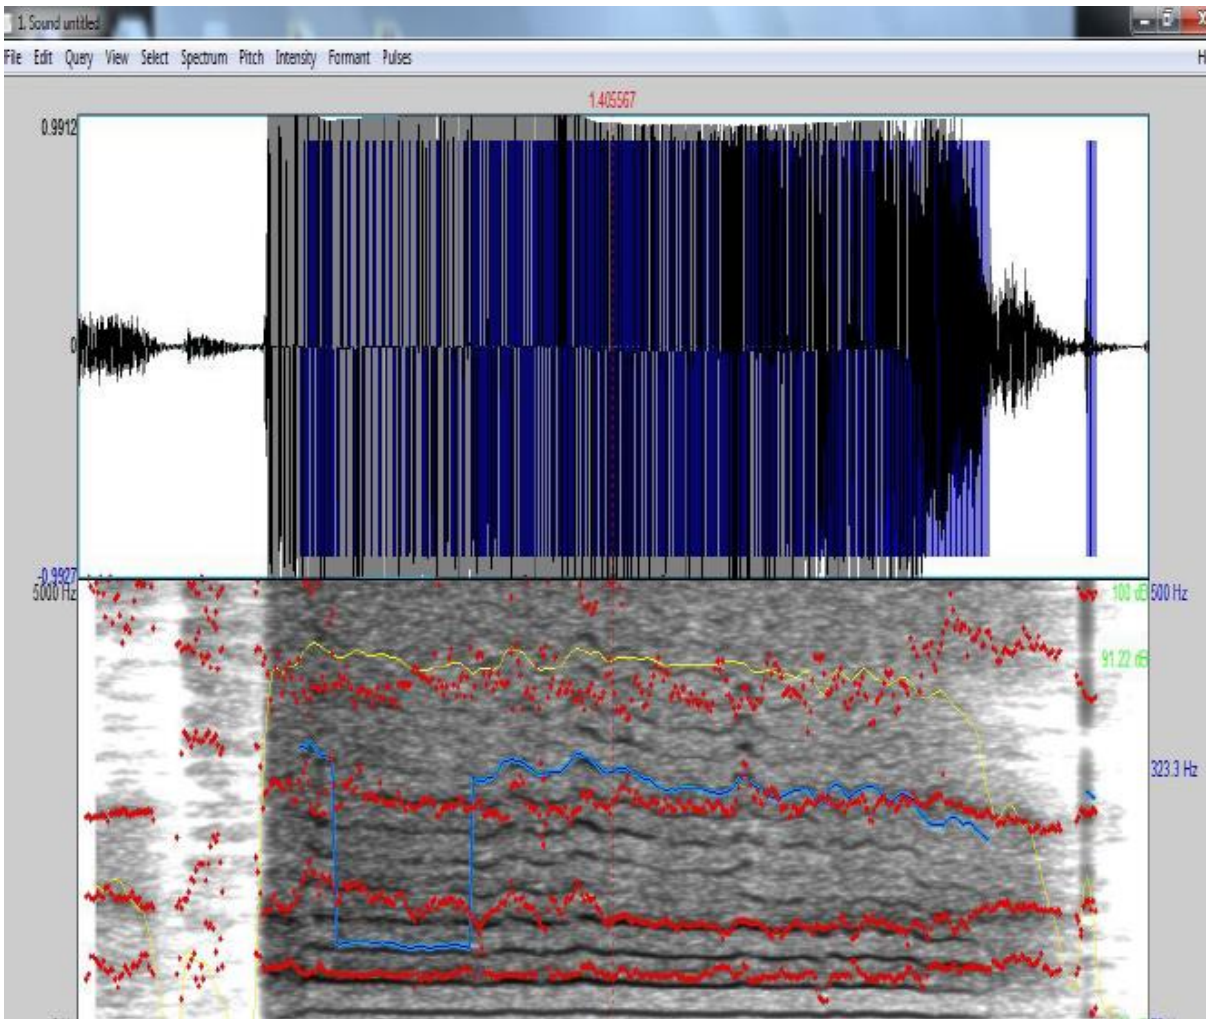 1. Sound untitled
File Edit Query View Select Spectrum Pitch Intensity Formant Pulses
H
1.405567
0.9912
0
-0.9927
5000 Hz
100 dB
500 Hz
91.22 dB
323.3 Hz